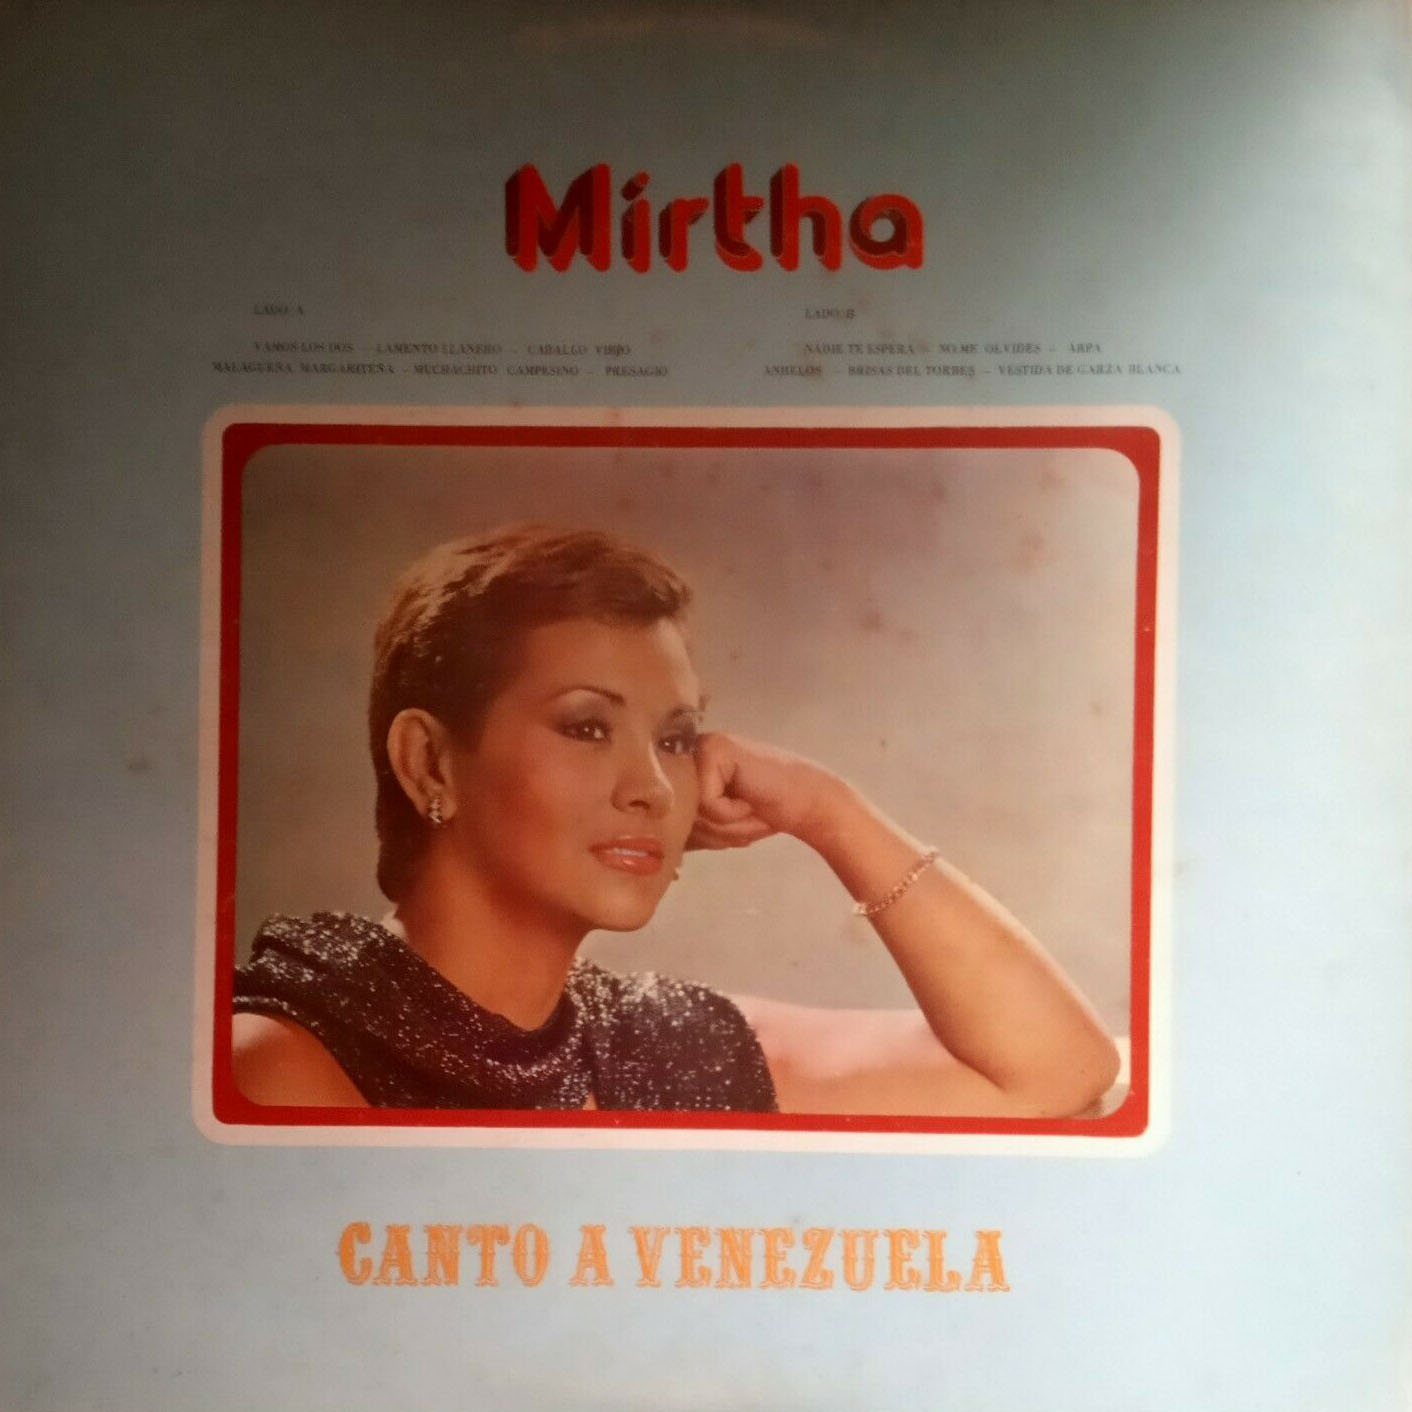 Mirtha
LADO A
VAMOS LOS DOS - LAMENTO LLANERO - CABALLO VIEJO
MALAGUEÑA MARGARITEÑA - MUCHACHITO CAMPESINO - PRESAGIO
LADO B
NADIE TE ESPERA - NO ME OLVIDES - ARPA
ANHELOS - BRISAS DEL TORBES - VESTIDA DE GARZA BLANCA
CANTO A VENEZUELA